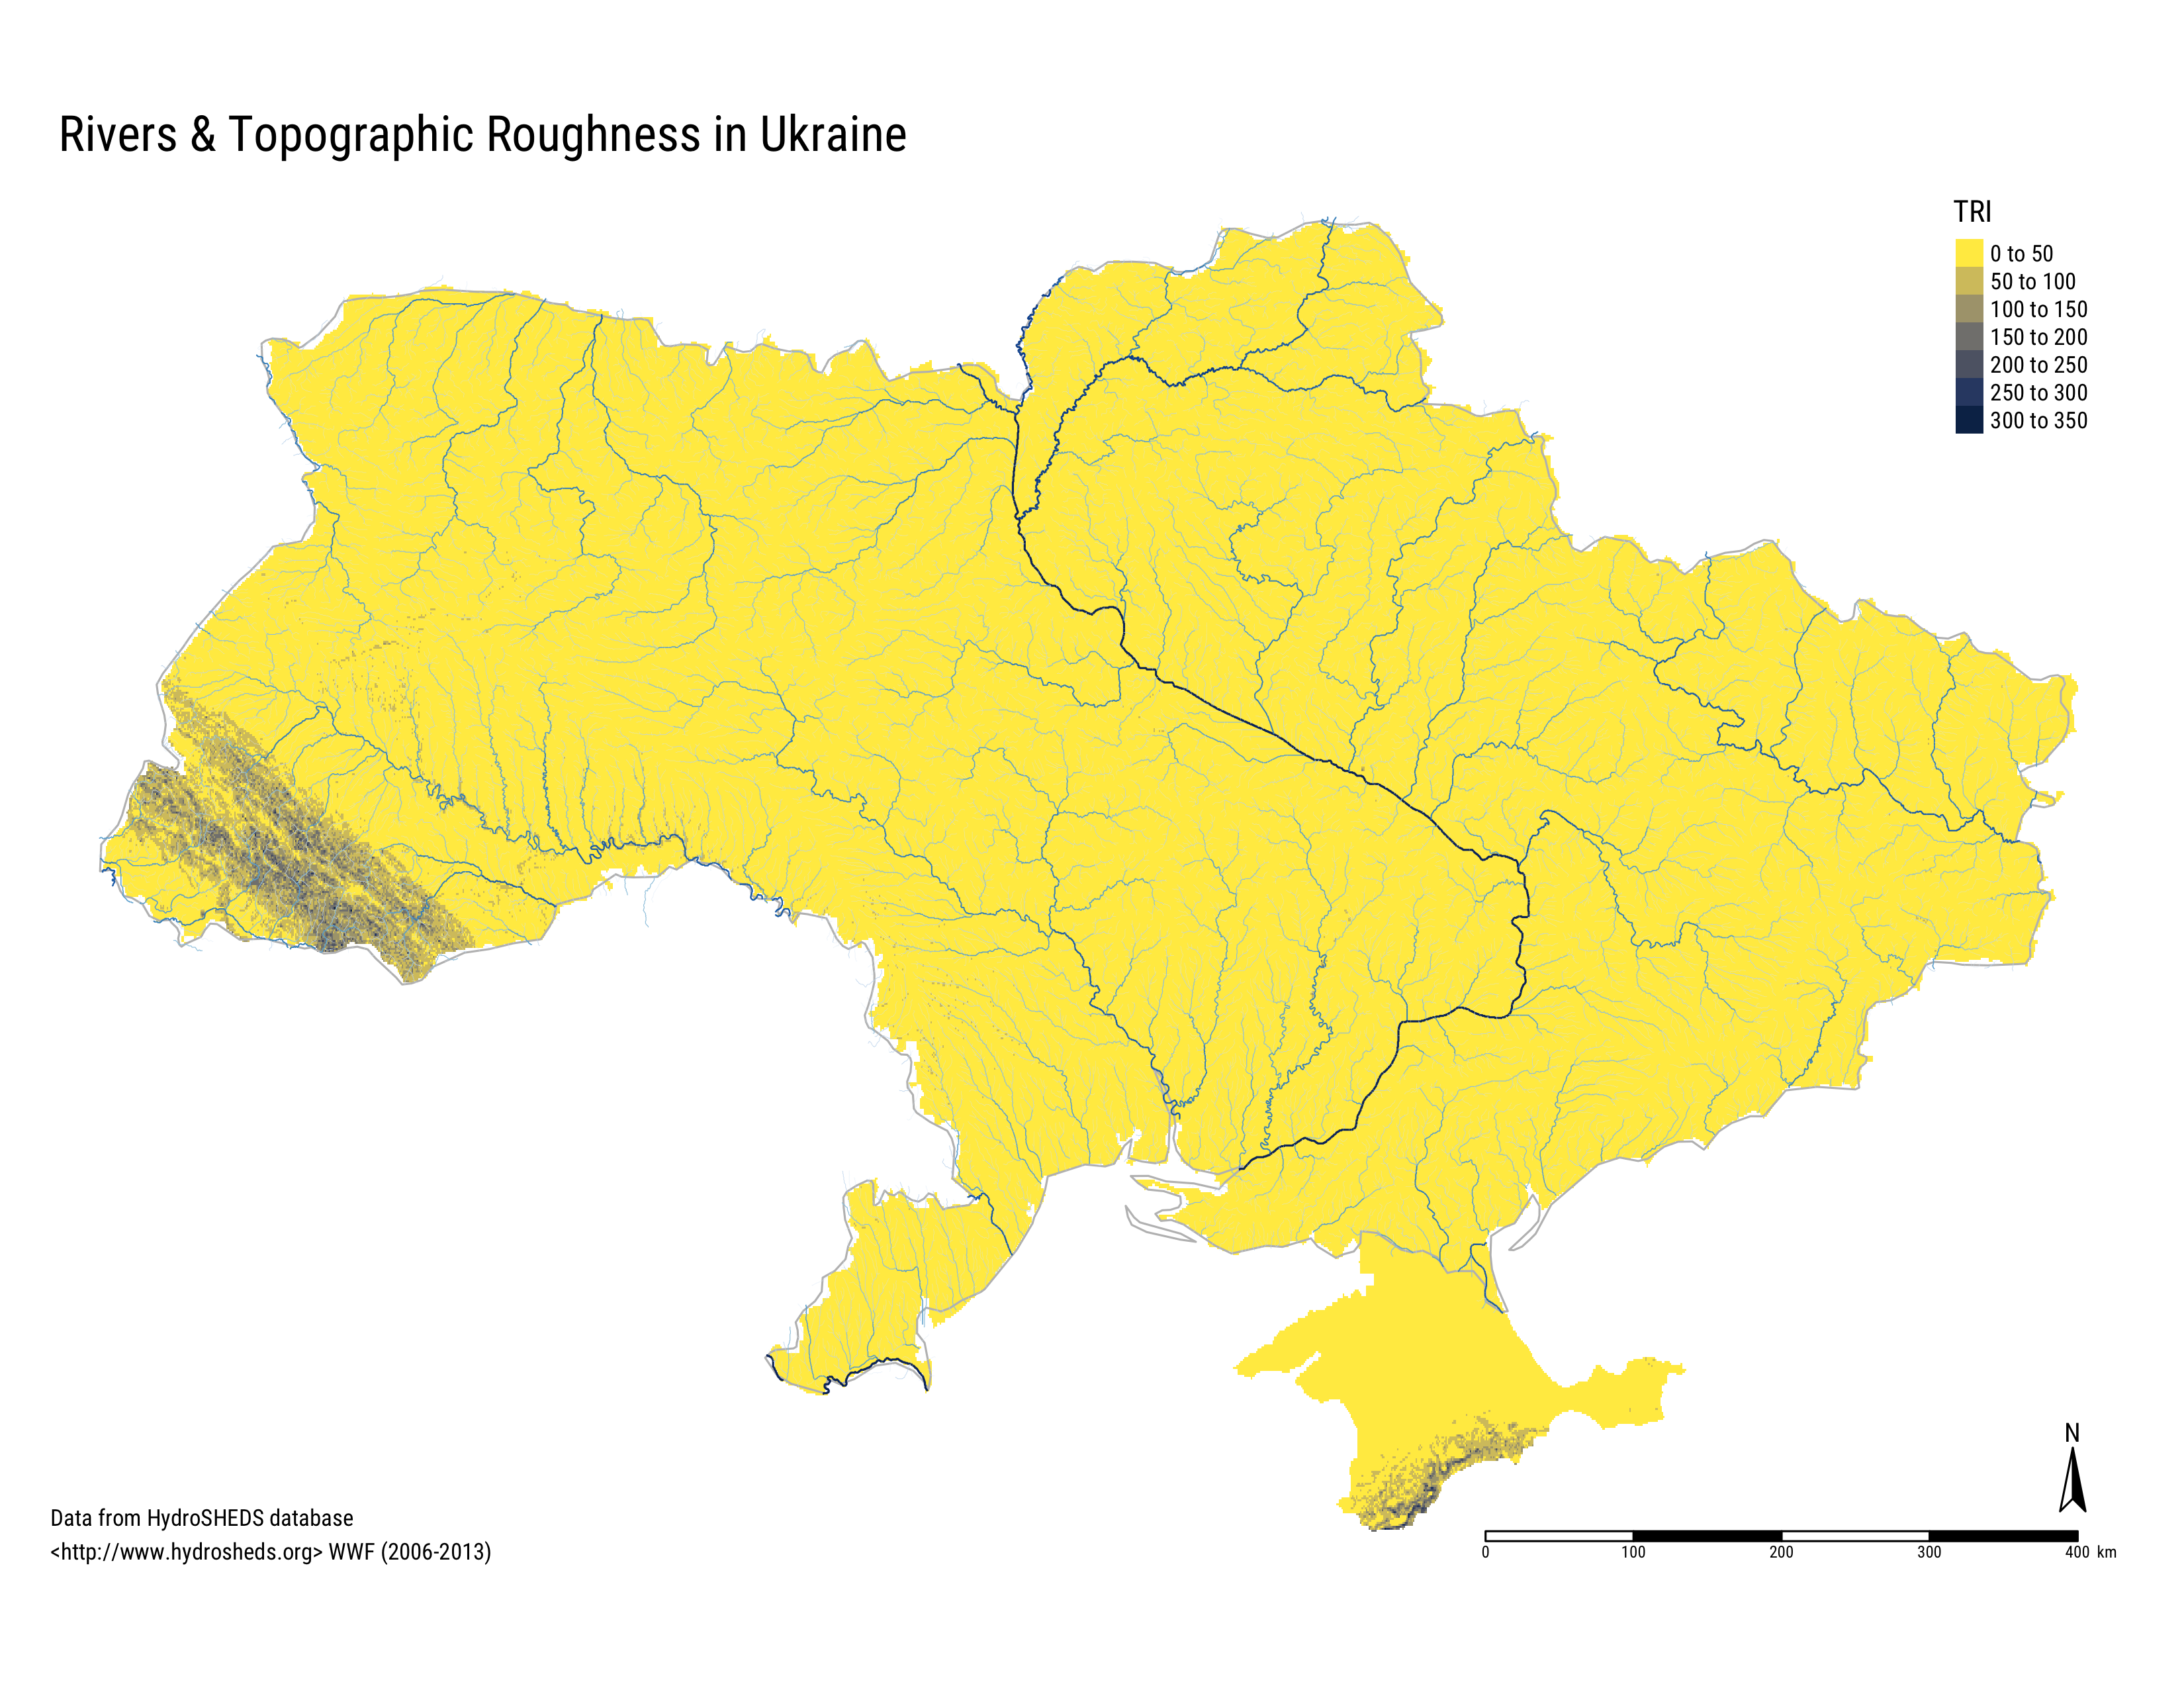 Rivers & Topographic Roughness in Ukraine
TRI
0 to 50
50 to 100
100 to 150
150 to 200
200 to 250
250 to 300
300 to 350
N
0 100 200 300 400 km
Data from HydroSHEDS database
<http://www.hydrosheds.org> WWF (2006-2013)